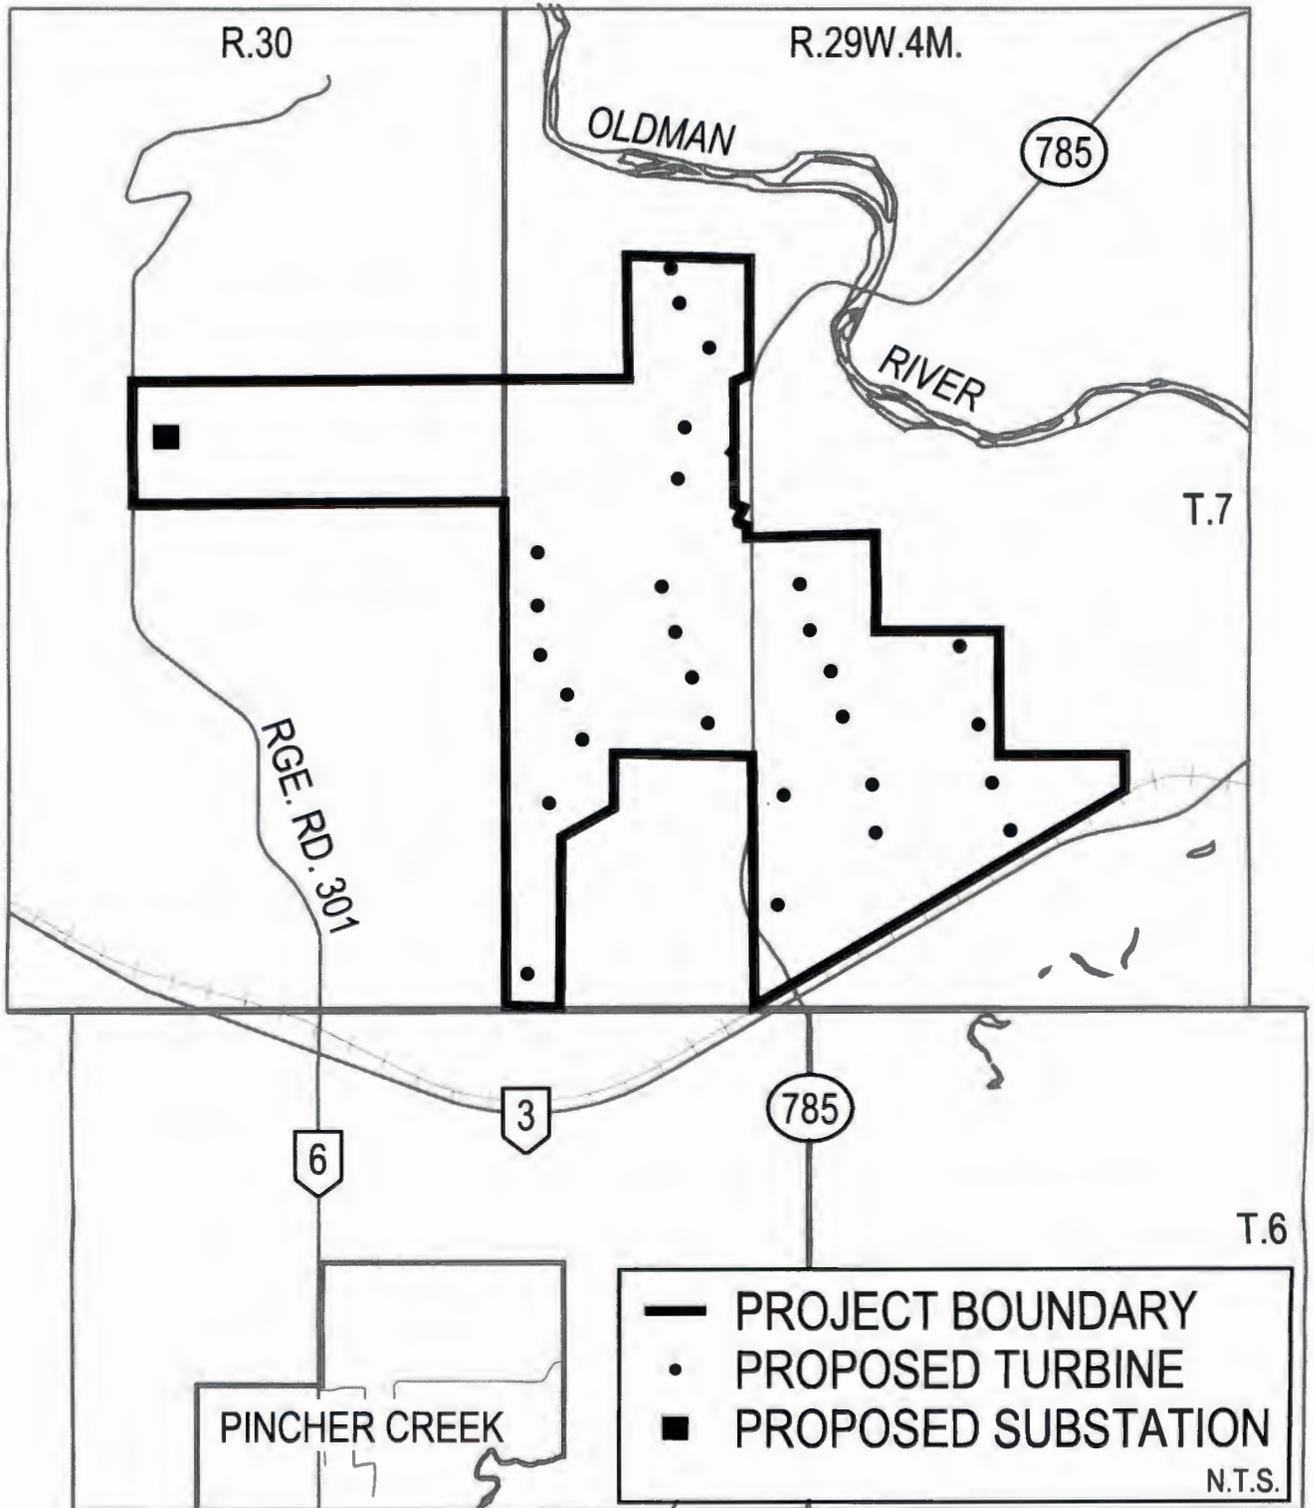 R.30
R.29W.4M.
OLDMAN
785
RIVER
T.7
RGE. RD. 301
3
785
6
T.6
PROJECT BOUNDARY
PROPOSED TURBINE
PROPOSED SUBSTATION
PINCHER CREEK
N.T.S.